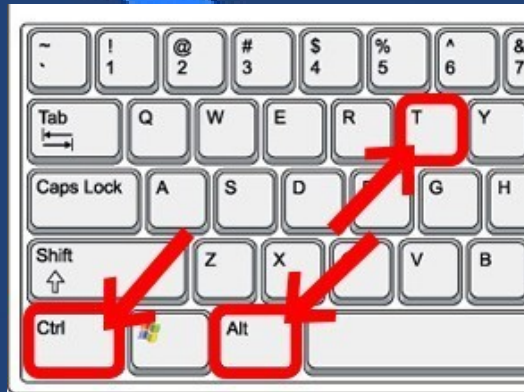 ~ ! @ # $ % ^ &
` 1 2 3 4 5 6 7
Tab Q W E R T Y
Caps Lock A S D G H
Shift Z X V B
Ctrl Alt